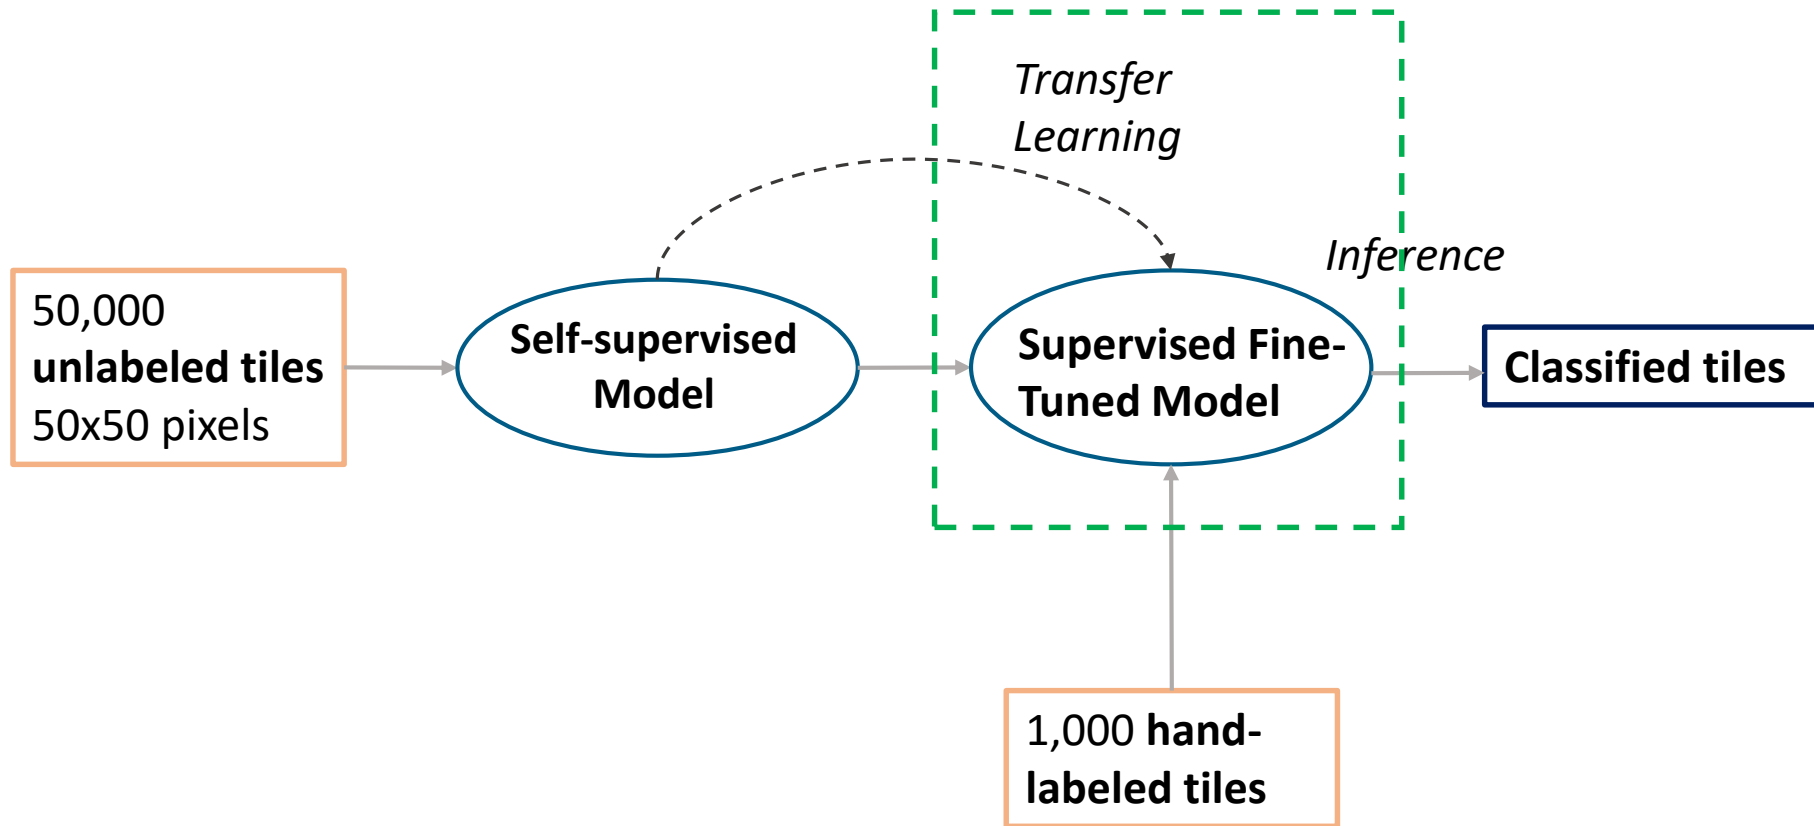 Transfer
Learning
Inference
50,000
unlabeled tiles
50x50 pixels
Self-supervised
Model
Supervised Fine-
Tuned Model
Classified tiles
1,000 hand-
labeled tiles